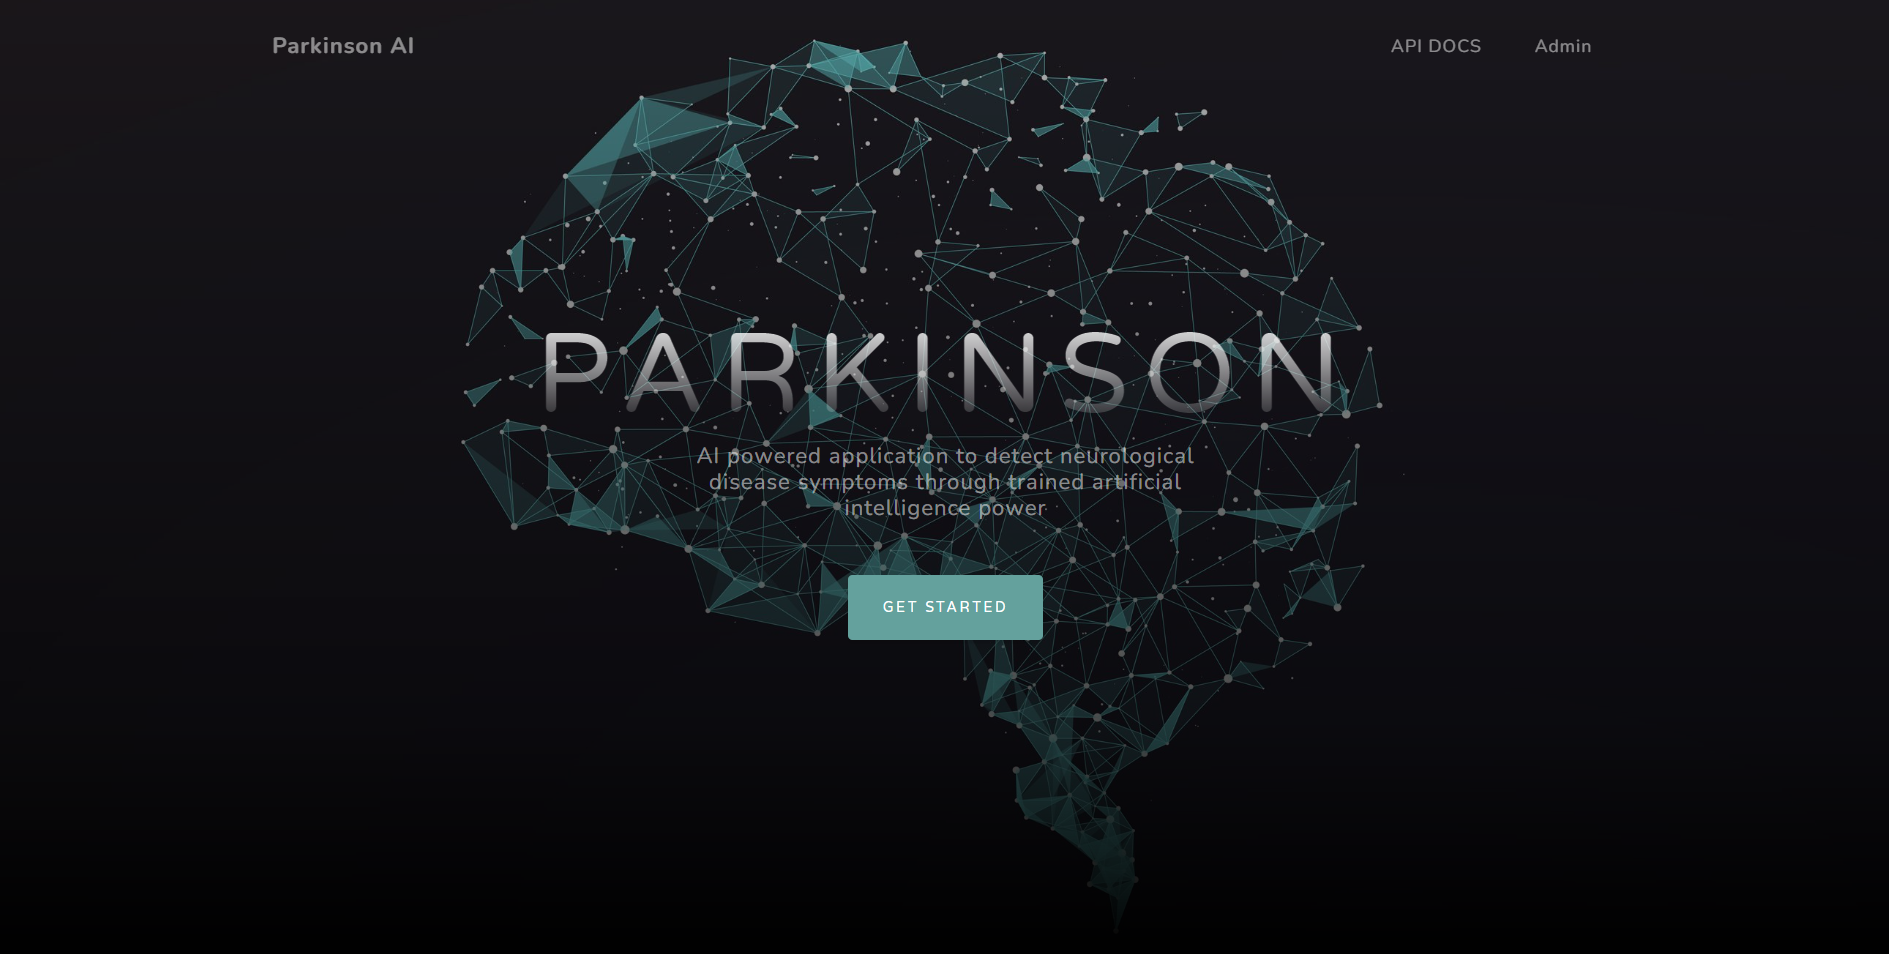 Parkinson AI
API DOCS
Admin
PARKINSON
AI powered application to detect neurological
disease symptoms through trained artificial
intelligence power
GET STARTED